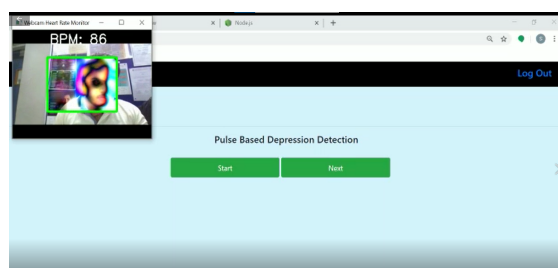 Webcam Heart Rate Monitor
Node.js
BPM: 86
Log Out
Pulse Based Depression Detection
Start
Next